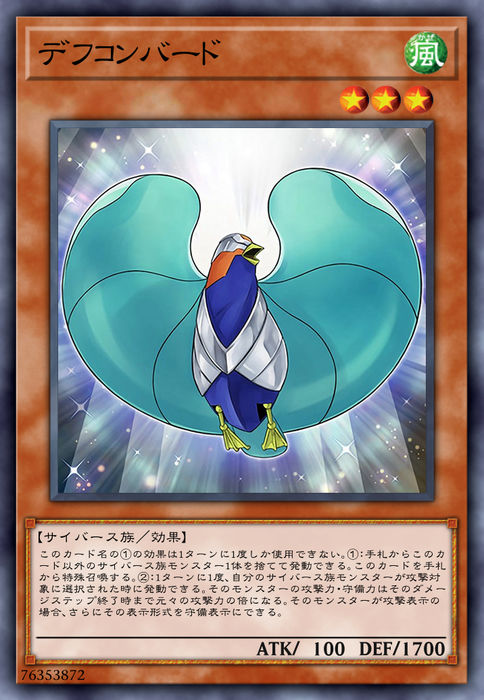 デフコンバード
風
【サイバース族／効果】
このカード名の①の効果は1ターンに1度しか使用できない。①:手札からこのカ
ード以外のサイバース族モンスター1体を捨てて発動できる。このカードを手札
から特殊召喚する。②:1ターンに1度、自分のサイバース族モンスターが攻撃対
象に選択された時に発動できる。そのモンスターの攻撃力・守備力はそのダメー
ジステップ終了時まで元々の攻撃力の倍になる。そのモンスターが攻撃表示の
場合、さらにその表示形式を守備表示にできる。
ATK/ 100 DEF/1700
76353872